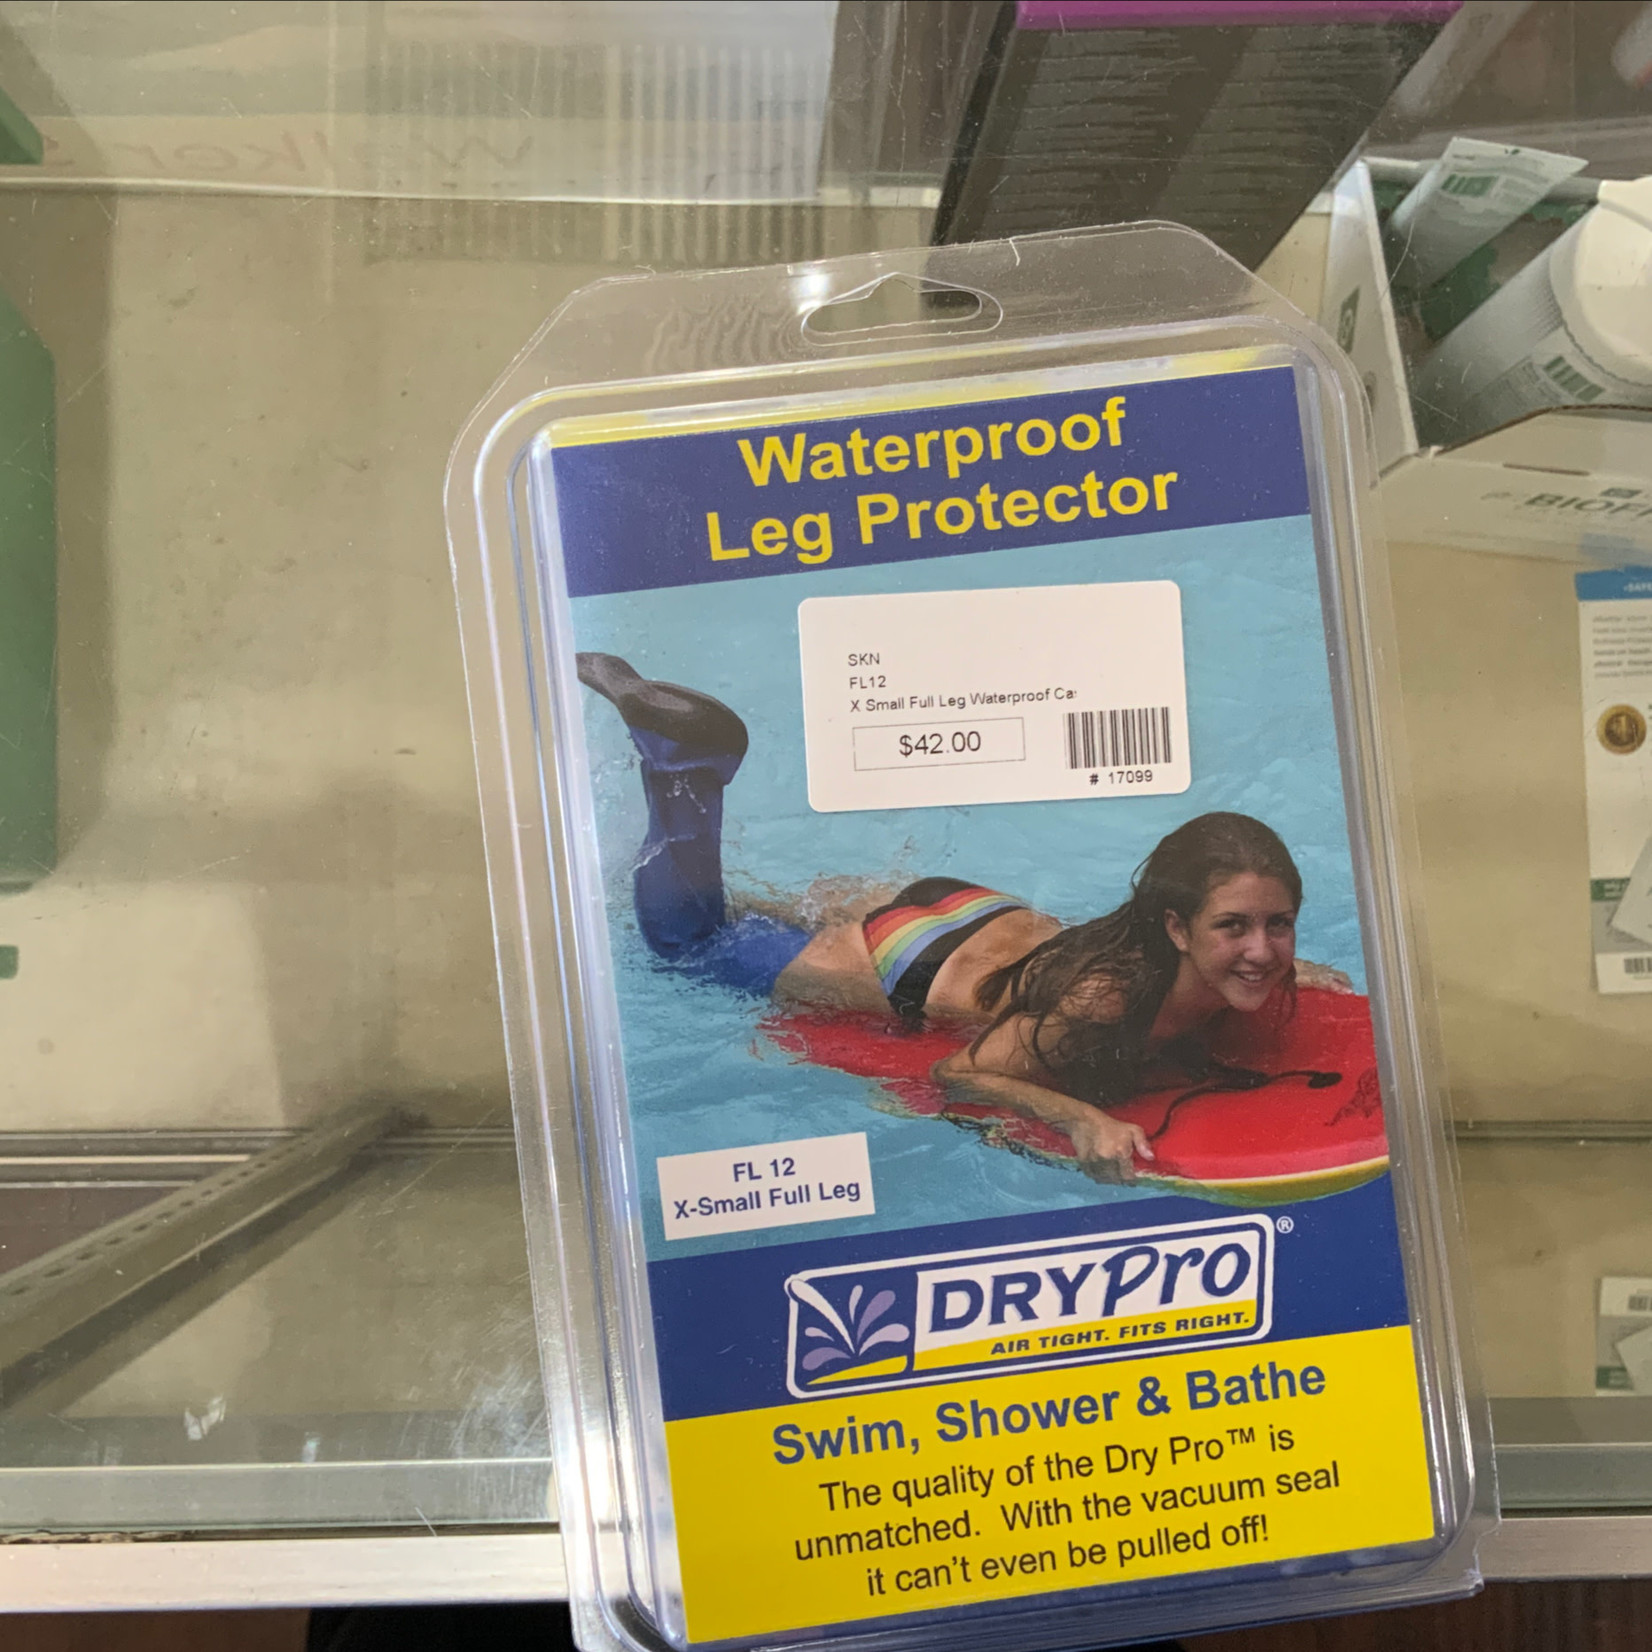 Waterproof
Leg Protector
SKN
FL12
X Small Full Leg Waterproof Ca
$42.00
# 17099
FL 12
X-Small Full Leg
DRYPro®
AIR TIGHT. FITS RIGHT.
Swim, Shower & Bathe
The quality of the Dry Pro™ is
unmatched. With the vacuum seal
it can't even be pulled off!